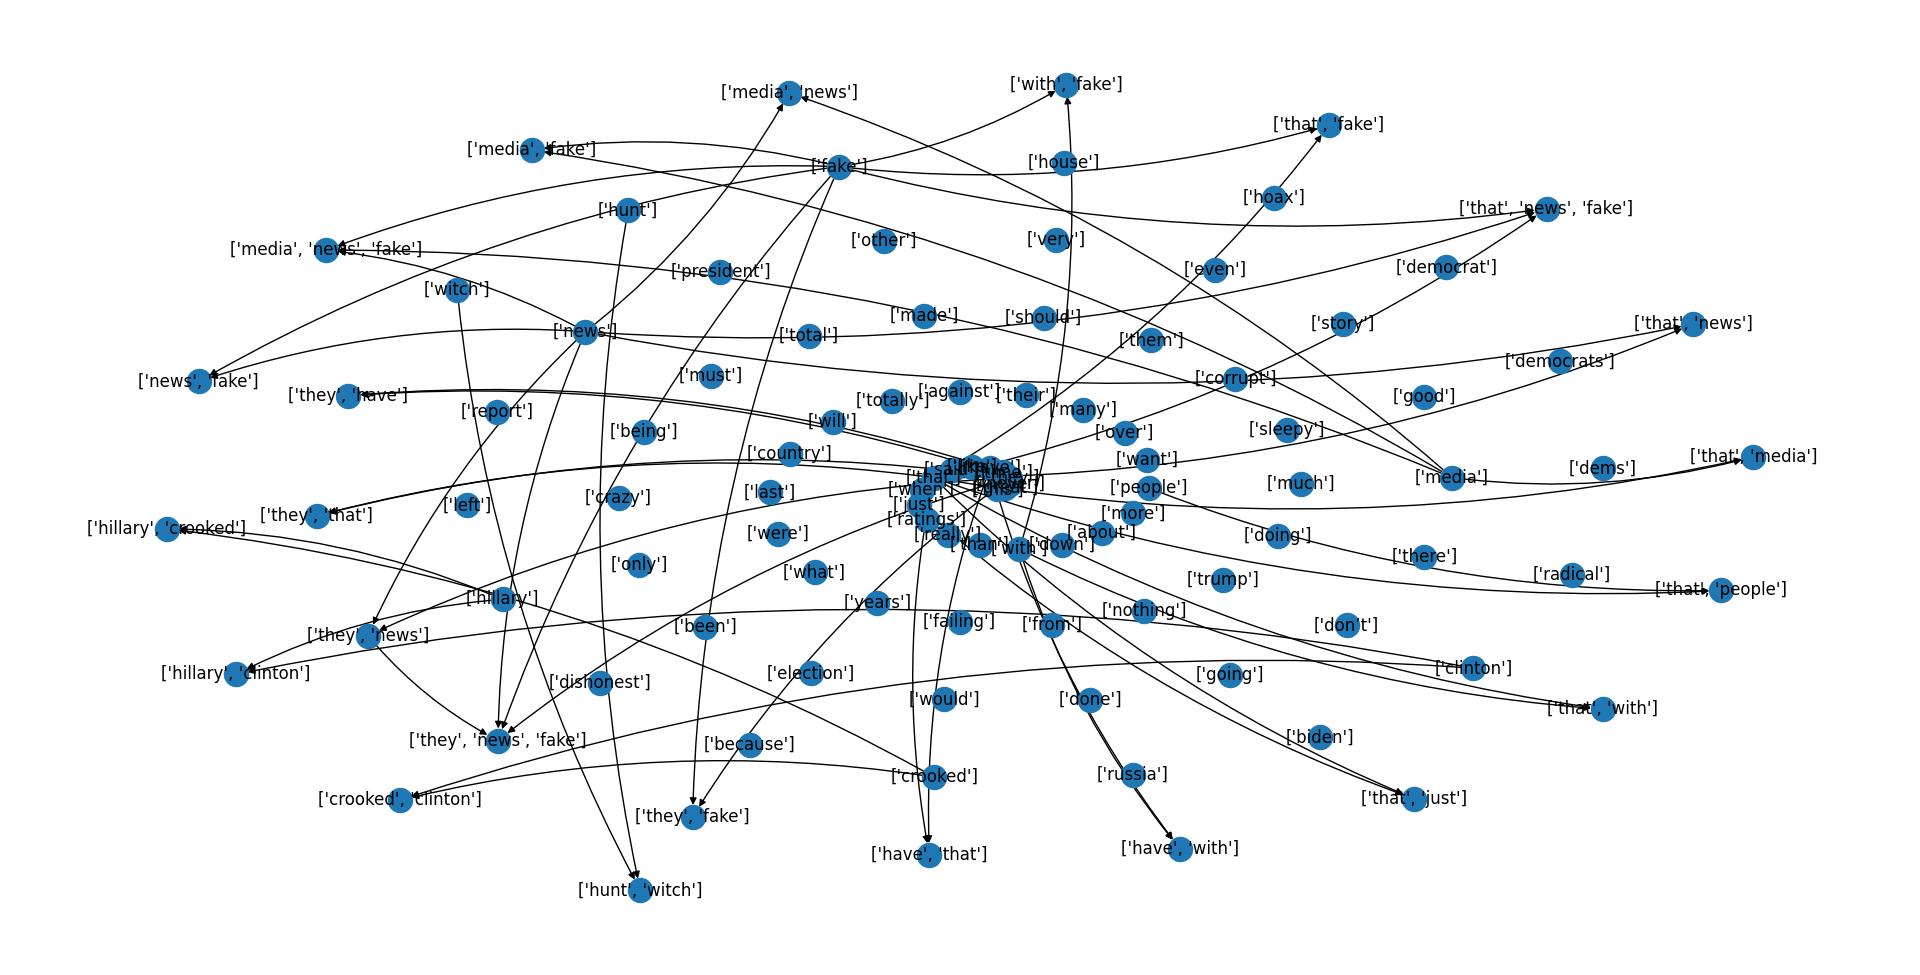 ['with', 'fake']
['media', 'news']
['that', 'fake']
['media', 'fake']
['house']
['fake']
['hoax']
['that', 'news', 'fake']
['hunt']
['other']
['very']
['media', 'news', 'fake']
['democrat']
['even']
['president']
['witch']
['made']
['should']
['story']
['that', 'news']
['news']
['total']
['them']
['democrats']
['must']
['corrupt']
['news', 'fake']
['against']
['their']
['they', 'have']
['good']
['totally']
['many']
['report']
['will']
['sleepy']
['being']
['over']
['country']
['that', 'media']
['want']
['dems']
['media']
['much']
['people']
['when']
['last']
['crazy']
['left']
['just']
['more']
['they', 'that']
['ratings']
['hillary', 'crooked']
['about']
['were']
['really']
['doing']
['than']
['down']
['with']
['there']
['only']
['what']
['radical']
['trump']
['that', 'people']
['hillary']
['years']
['nothing']
['failing']
['from']
['don't']
['been']
['they', 'news']
['clinton']
['hillary', 'clinton']
['election']
['going']
['dishonest']
['would']
['done']
['that', 'with']
['biden']
['they', 'news', 'fake']
['because']
['russia']
['crooked']
['that', 'just']
['crooked', 'clinton']
['they', 'fake']
['have', 'with']
['have', 'that']
['hunt', 'witch']